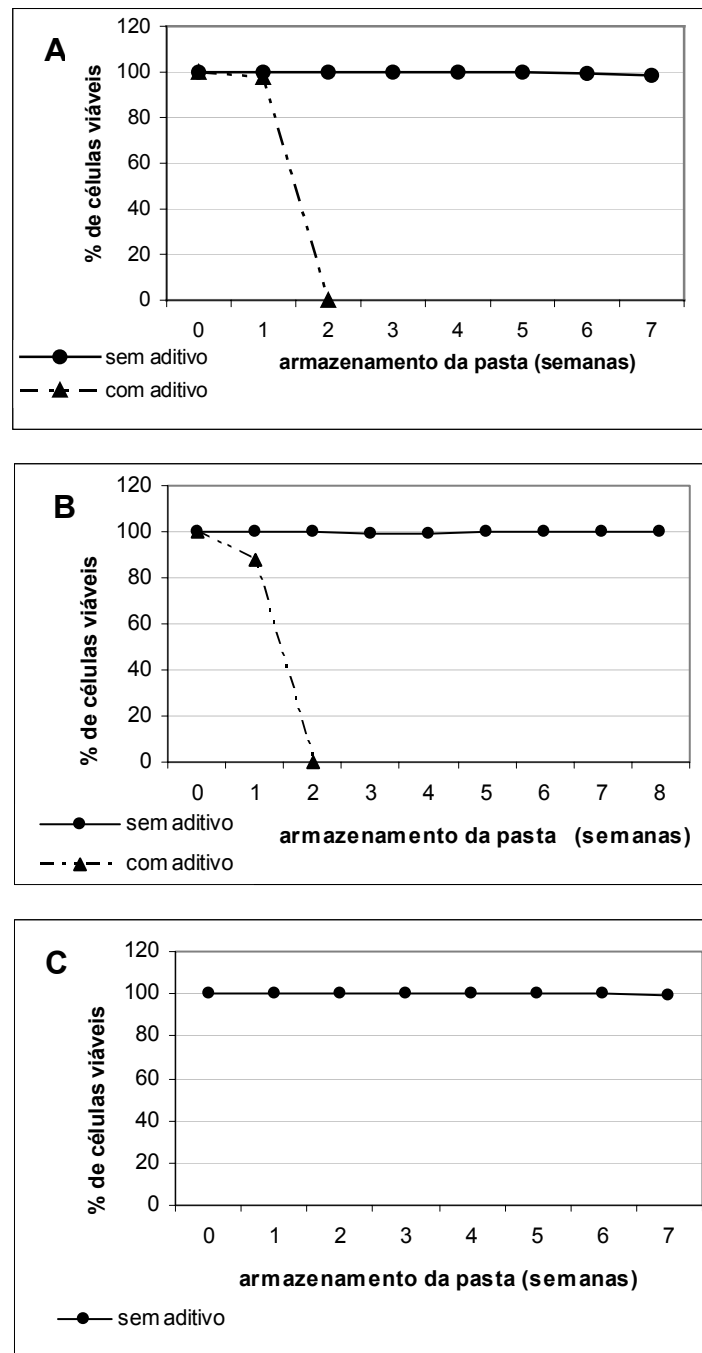 A
% de células viáveis
120
100
80
60
40
20
0
0 1 2 3 4 5 6 7
armazenamento da pasta (semanas)
sem aditivo
com aditivo
B
% de células viáveis
120
100
80
60
40
20
0
0 1 2 3 4 5 6 7 8
armazenamento da pasta (semanas)
sem aditivo
com aditivo
C
% de células viáveis
120
100
80
60
40
20
0
0 1 2 3 4 5 6 7
armazenamento da pasta (semanas)
sem aditivo